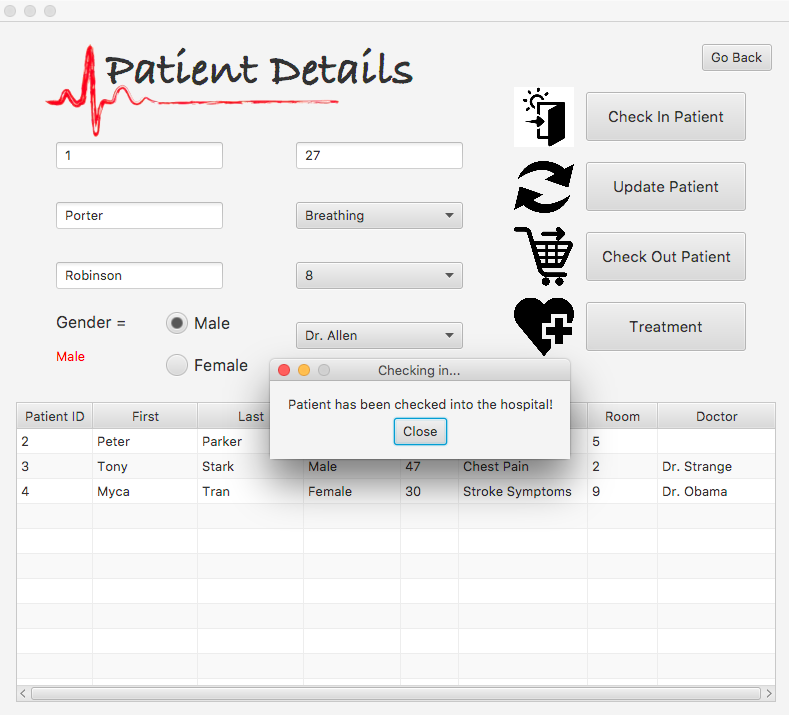 Patient Details
Go Back
Check In Patient
1
27
Update Patient
Porter
Breathing
Check Out Patient
Robinson
8
Gender =
Male
Male
Female
Dr. Allen
Treatment
Checking in...
Patient has been checked into the hospital!
Close
Patient ID First Last Room Doctor
2 Peter Parker 5
3 Tony Stark Male 47 Chest Pain 2 Dr. Strange
4 Myca Tran Female 30 Stroke Symptoms 9 Dr. Obama